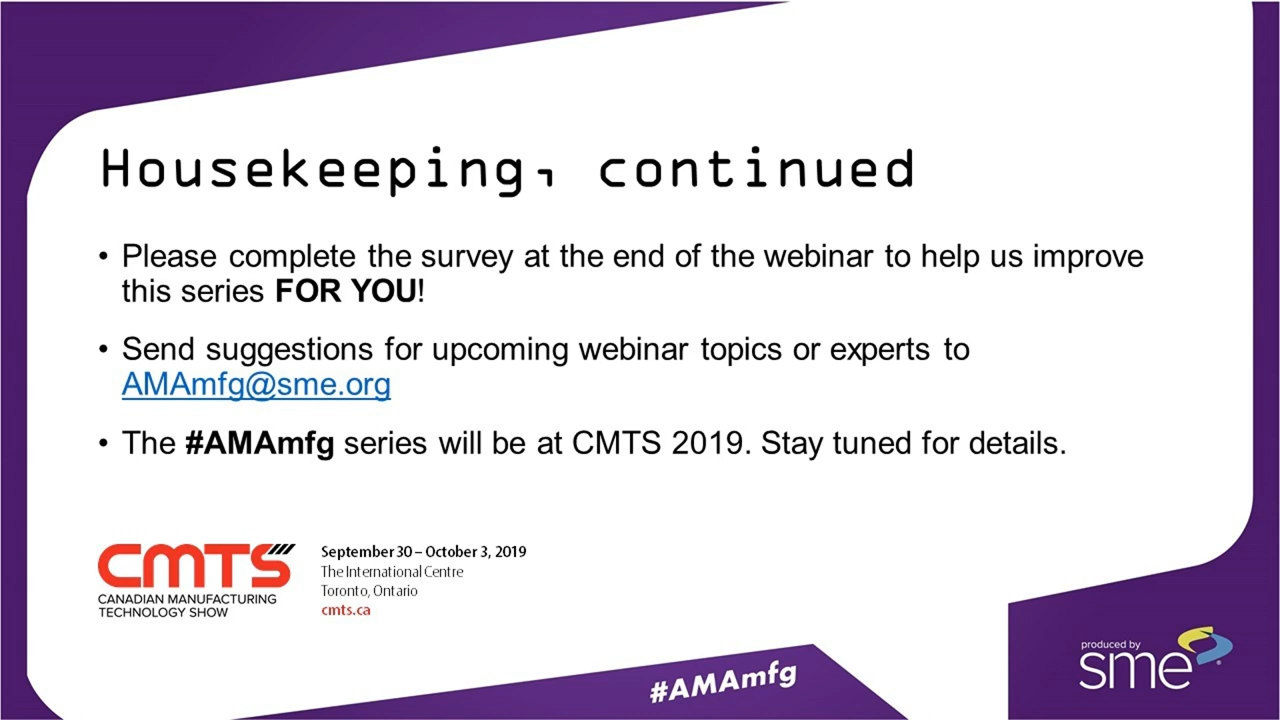 Housekeeping, continued
• Please complete the survey at the end of the webinar to help us improve
this series FOR YOU!
• Send suggestions for upcoming webinar topics or experts to
AMAmfg@sme.org
• The #AMAmfg series will be at CMTS 2019. Stay tuned for details.
CMTS
CANADIAN MANUFACTURING
TECHNOLOGY SHOW
September 30 – October 3, 2019
The International Centre
Toronto, Ontario
cmts.ca
#AMAmfg
produced by
sme